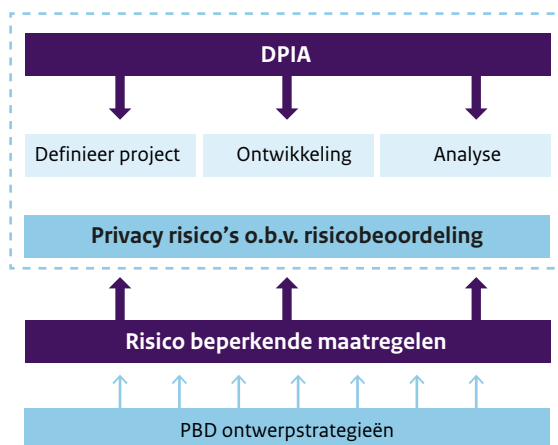 DPIA
Definieer project
Ontwikkeling
Analyse
Privacy risico's o.b.v. risicobeoordeling
Risico beperkende maatregelen
PBD ontwerpstrategieën